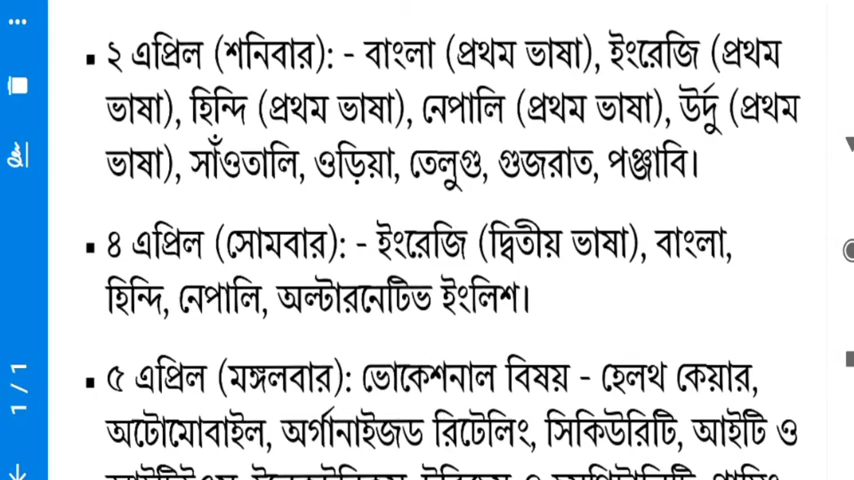 ▪ ২ এপ্রিল (শনিবার): - বাংলা (প্রথম ভাষা), ইংরেজি (প্রথম
ভাষা), হিন্দি (প্রথম ভাষা), নেপালি (প্রথম ভাষা), উর্দু (প্রথম
ভাষা), সাঁওতালি, ওড়িয়া, তেলুগু, গুজরাত, পঞ্জাবি।
▪ ৪ এপ্রিল (সোমবার): - ইংরেজি (দ্বিতীয় ভাষা), বাংলা,
হিন্দি, নেপালি, অল্টারনেটিভ ইংলিশ।
▪ ৫ এপ্রিল (মঙ্গলবার): ভোকেশনাল বিষয় - হেলথ কেয়ার,
অটোমোবাইল, অর্গানাইজড রিটেলিং, সিকিউরিটি, আইটি ও
1 / 1